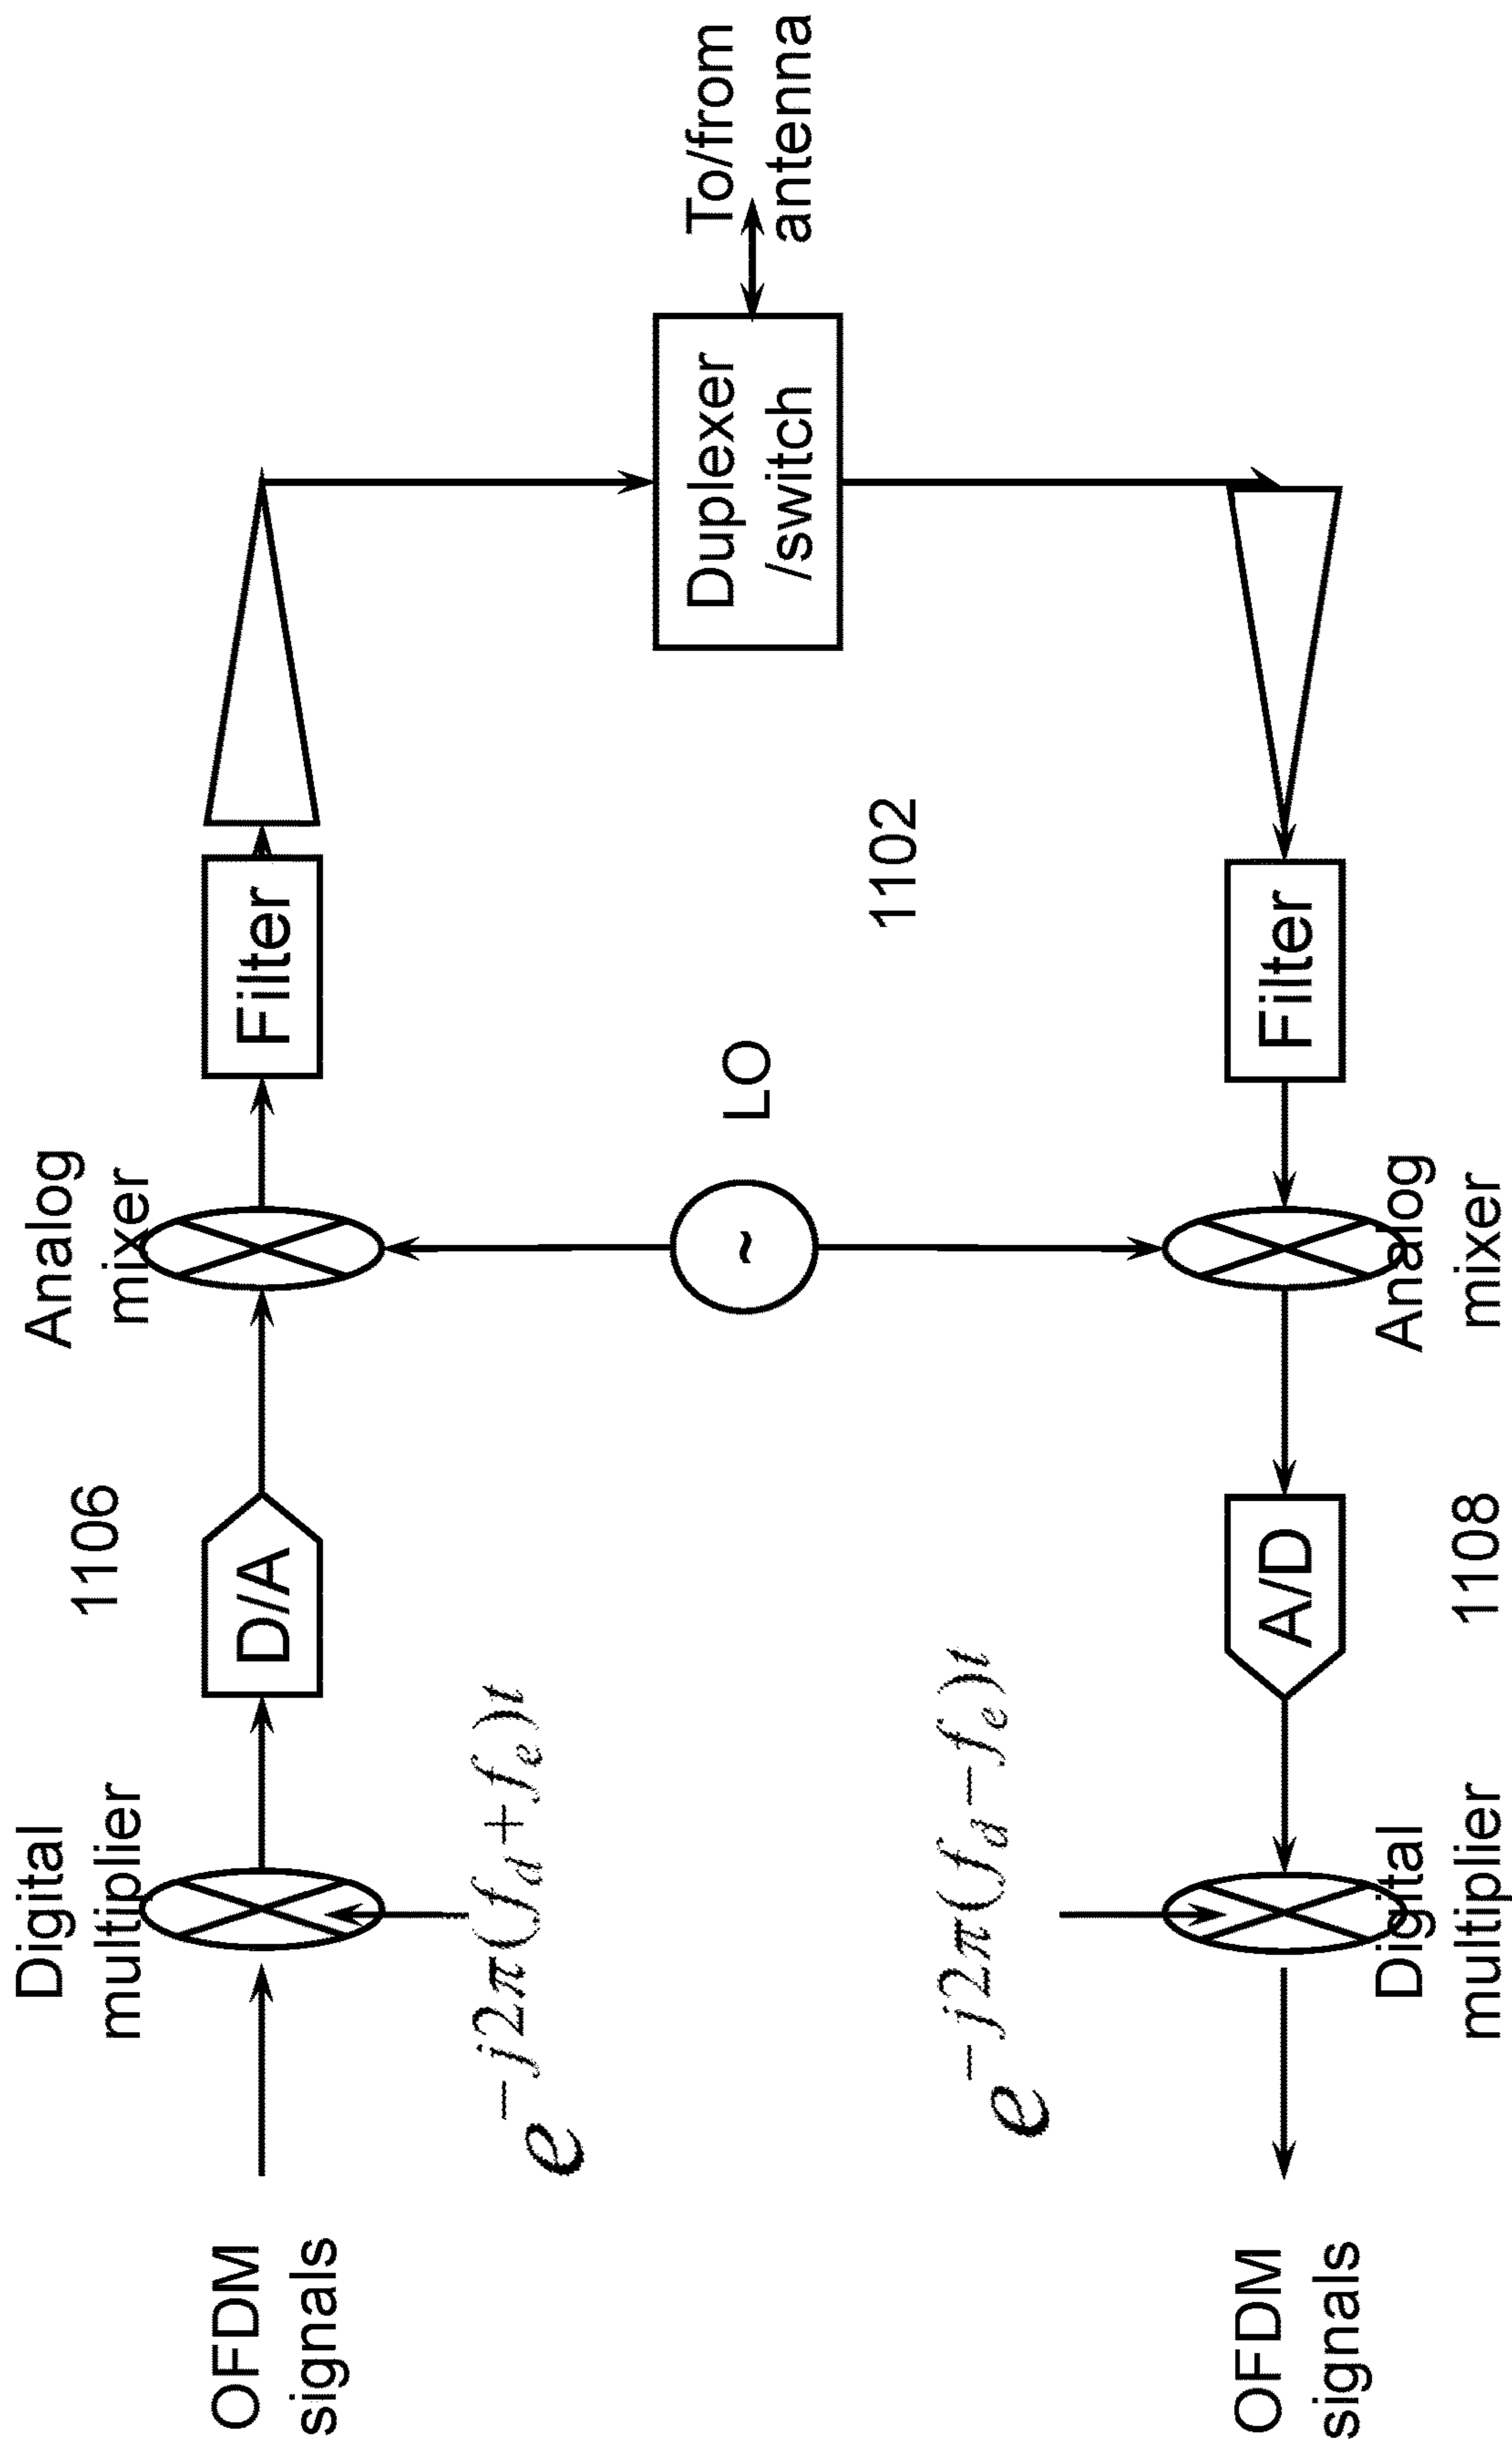 Digital
multiplier
1106
Analog
mixer
OFDM
signals
D/A
Filter
e^{-j2π(f_d+f_e)t}
~
LO
Duplexer
/switch
To/from
antenna
1102
e^{-j2π(f_d-f_e)t}
OFDM
signals
A/D
Filter
Digital
multiplier
1108
Analog
mixer